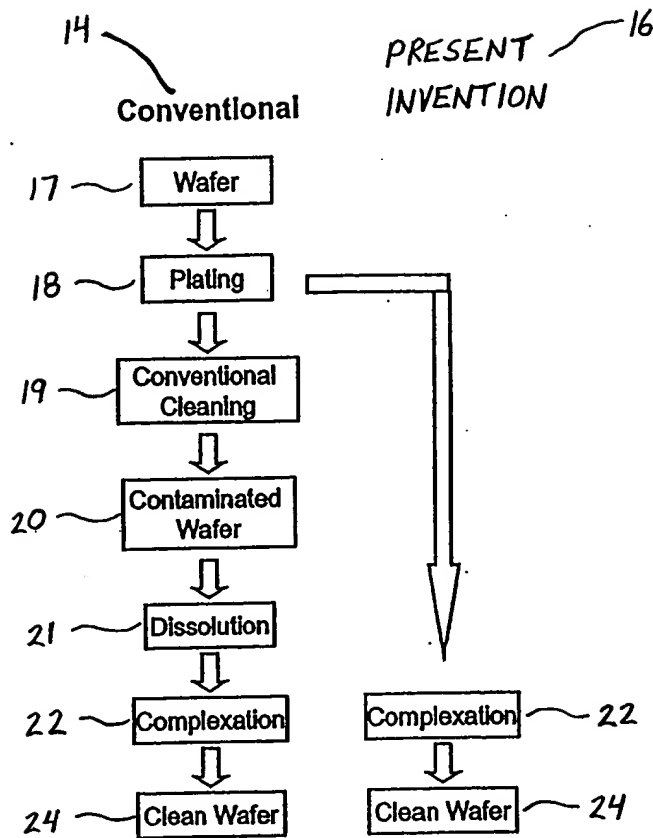 14
Conventional
PRESENT
INVENTION
16
17
Wafer
18
Plating
19
Conventional
Cleaning
20
Contaminated
Wafer
21
Dissolution
22
Complexation
24
Clean Wafer
Complexation
22
Clean Wafer
24